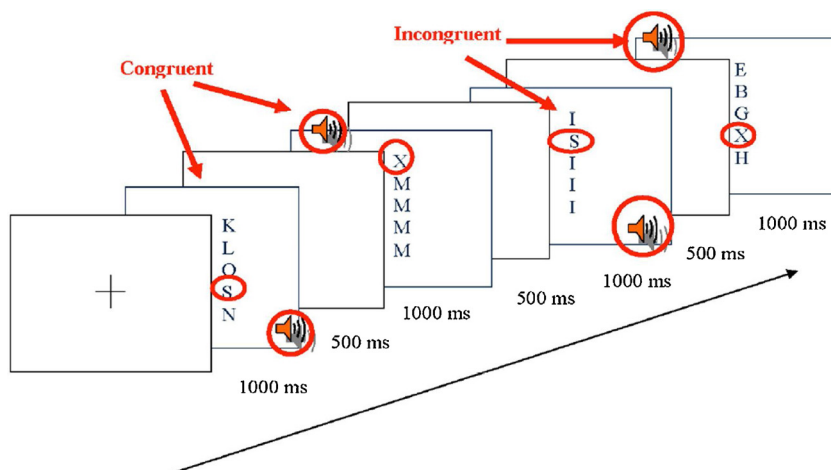 Incongruent
Congruent
K
L
O
S
N
X
M
M
M
M
I
S
I
I
I
E
B
G
X
H
1000 ms
500 ms
1000 ms
500 ms
1000 ms
500 ms
1000 ms